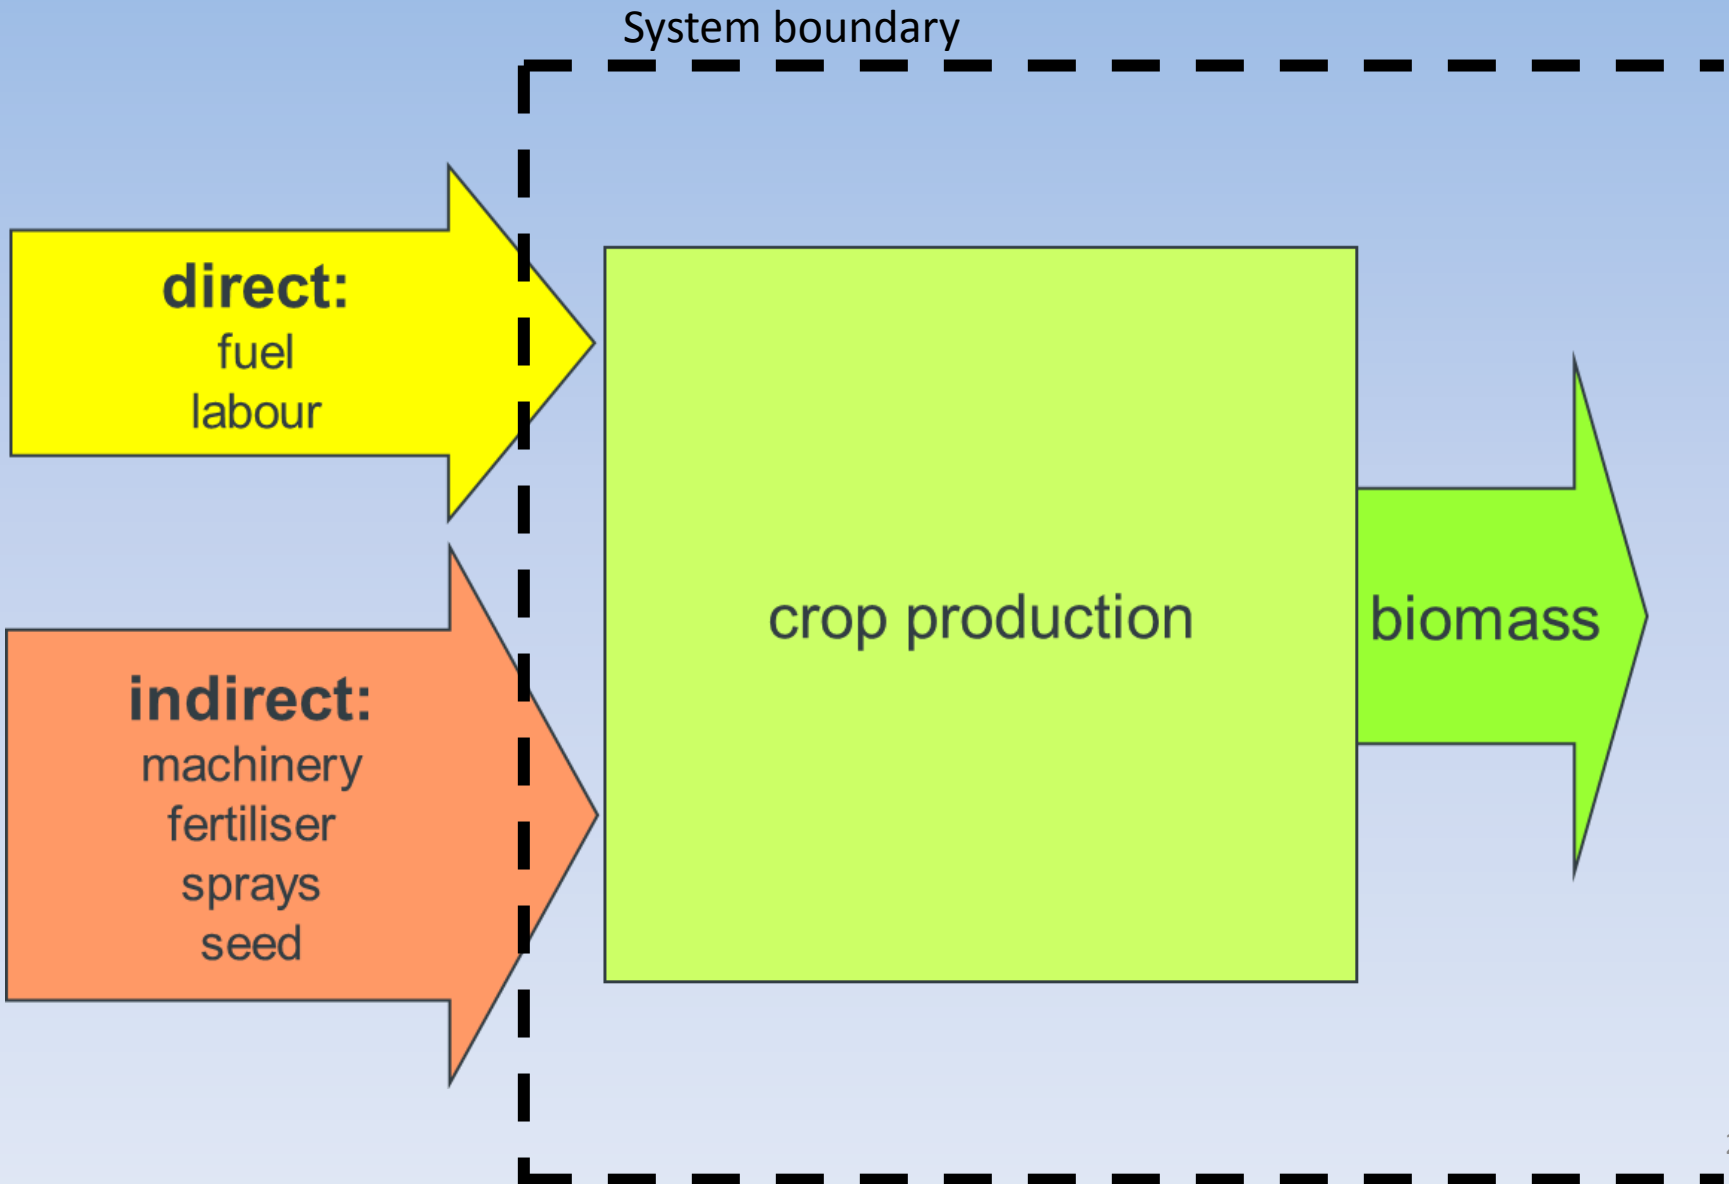 System boundary
direct:
fuel
labour
indirect:
machinery
fertiliser
sprays
seed
crop production
biomass